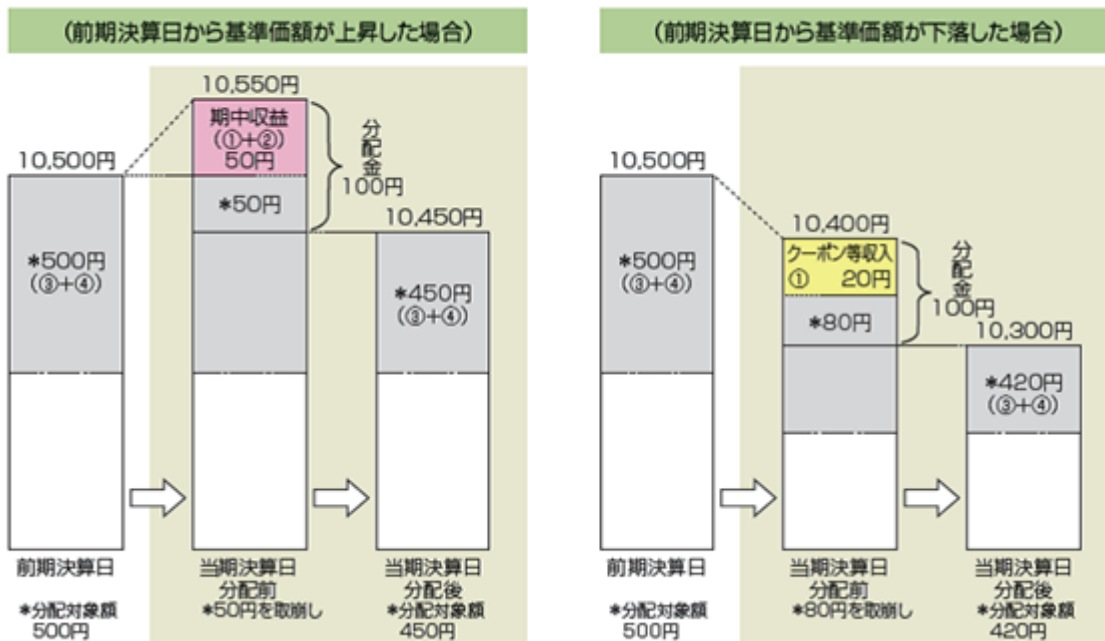 (前期決算日から基準価額が上昇した場合)
10,550円
期中収益
(①+②)
50円
分配金
100円
10,500円
*50円
10,450円
*500円
(③+④)
*450円
(③+④)
前期決算日
当期決算日
分配前
当期決算日
分配後
*分配対象額
500円
*50円を取崩し
*分配対象額
450円
(前期決算日から基準価額が下落した場合)
10,500円
10,400円
クーポン等収入
① 20円
分配金
100円
*500円
(③+④)
*80円
10,300円
*420円
(③+④)
前期決算日
当期決算日
分配前
当期決算日
分配後
*分配対象額
500円
*80円を取崩し
*分配対象額
420円